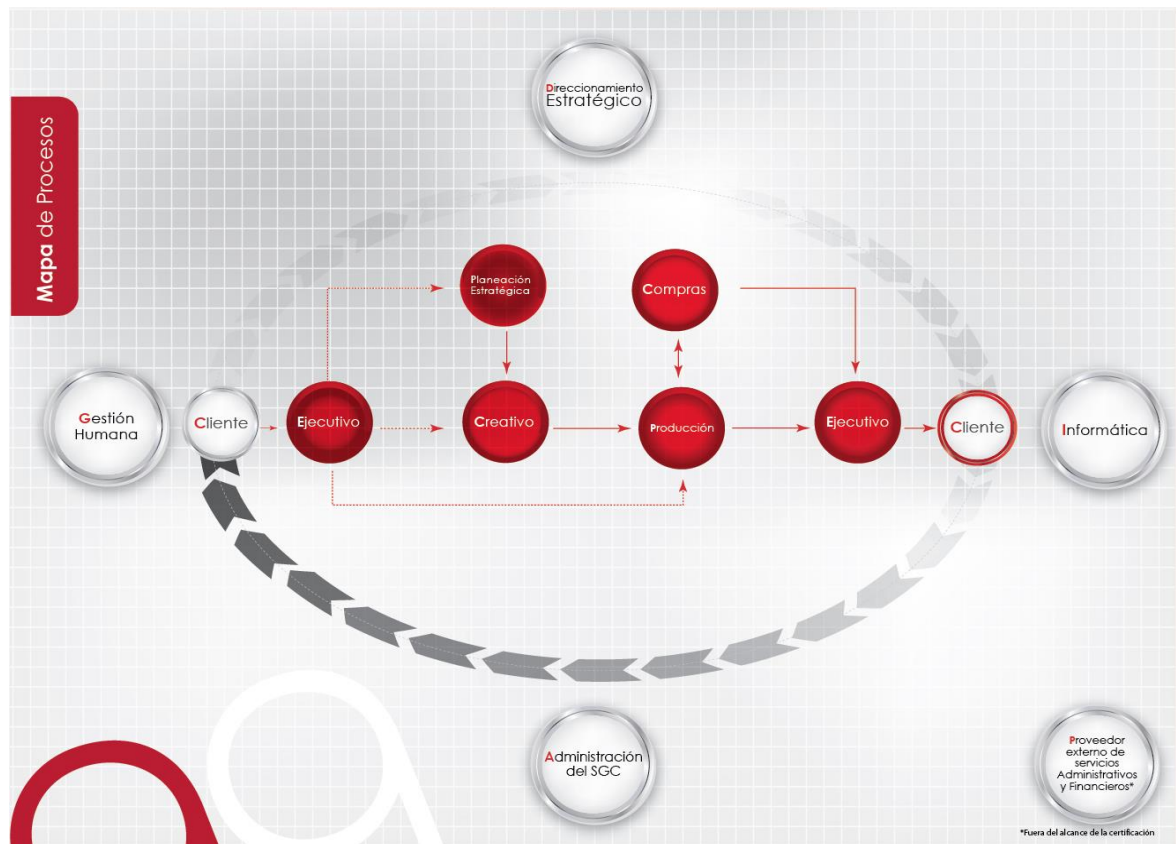 Mapa de Procesos
Direccionamiento
Estratégico
Planeación
Estratégica
Compras
Gestión
Humana
Cliente
Ejecutivo
Creativo
Producción
Ejecutivo
Cliente
Informática
Administración
del SGC
Proveedor
externo de
servicios
Administrativos
y Financieros*
*Fuera del alcance de la certificación